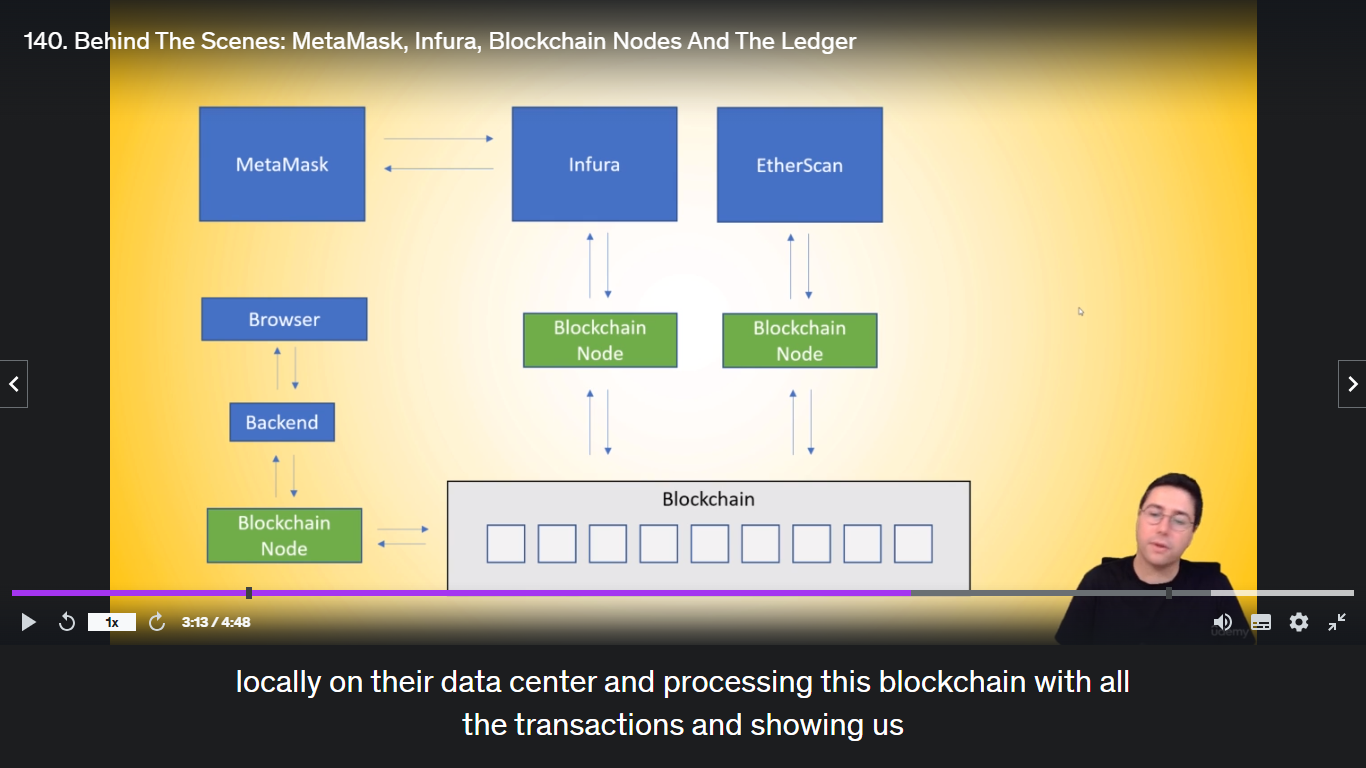 140. Behind The Scenes: MetaMask, Infura, Blockchain Nodes And The Ledger
MetaMask
Infura
EtherScan
Browser
Blockchain
Node
Blockchain
Node
Backend
Blockchain
Node
Blockchain
1x
3:13 / 4:48
udemy
locally on their data center and processing this blockchain with all
the transactions and showing us